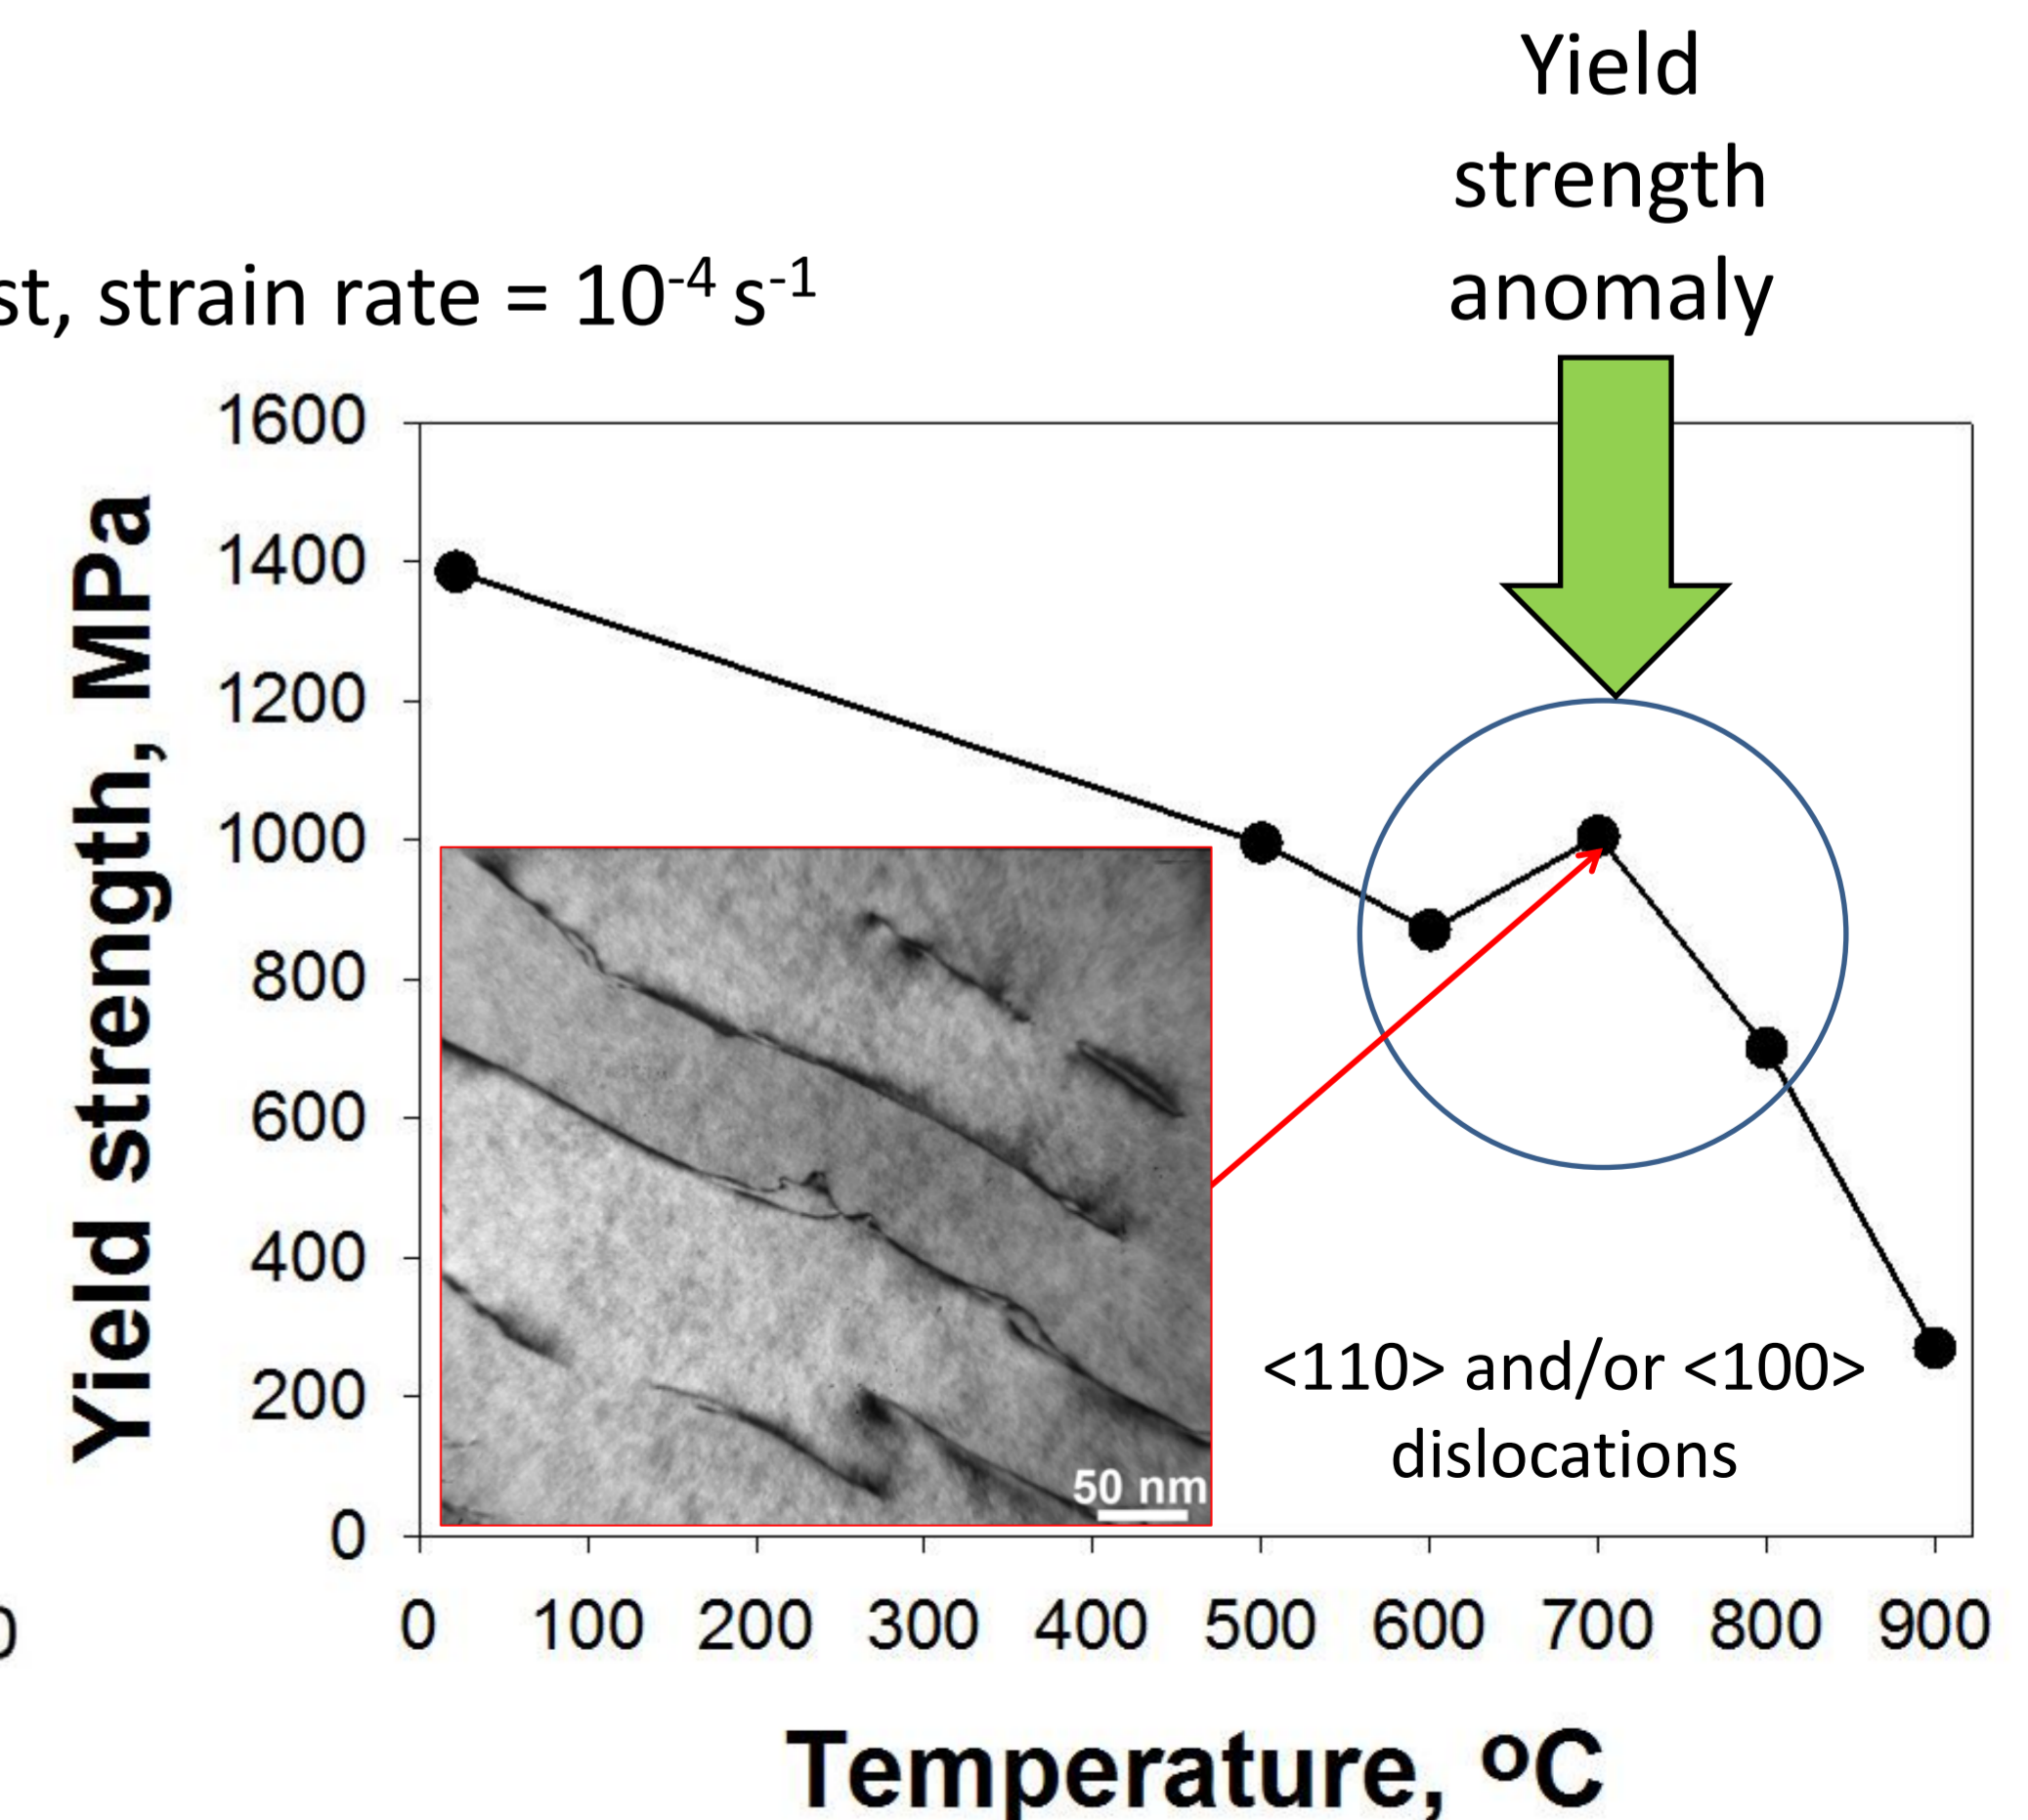 Yield
strength
anomaly
strain rate = 10⁻⁴ s⁻¹
1600
1400
1200
1000
800
600
400
200
0
Yield strength, MPa
50 nm
<110> and/or <100>
dislocations
0 100 200 300 400 500 600 700 800 900
Temperature, ºC